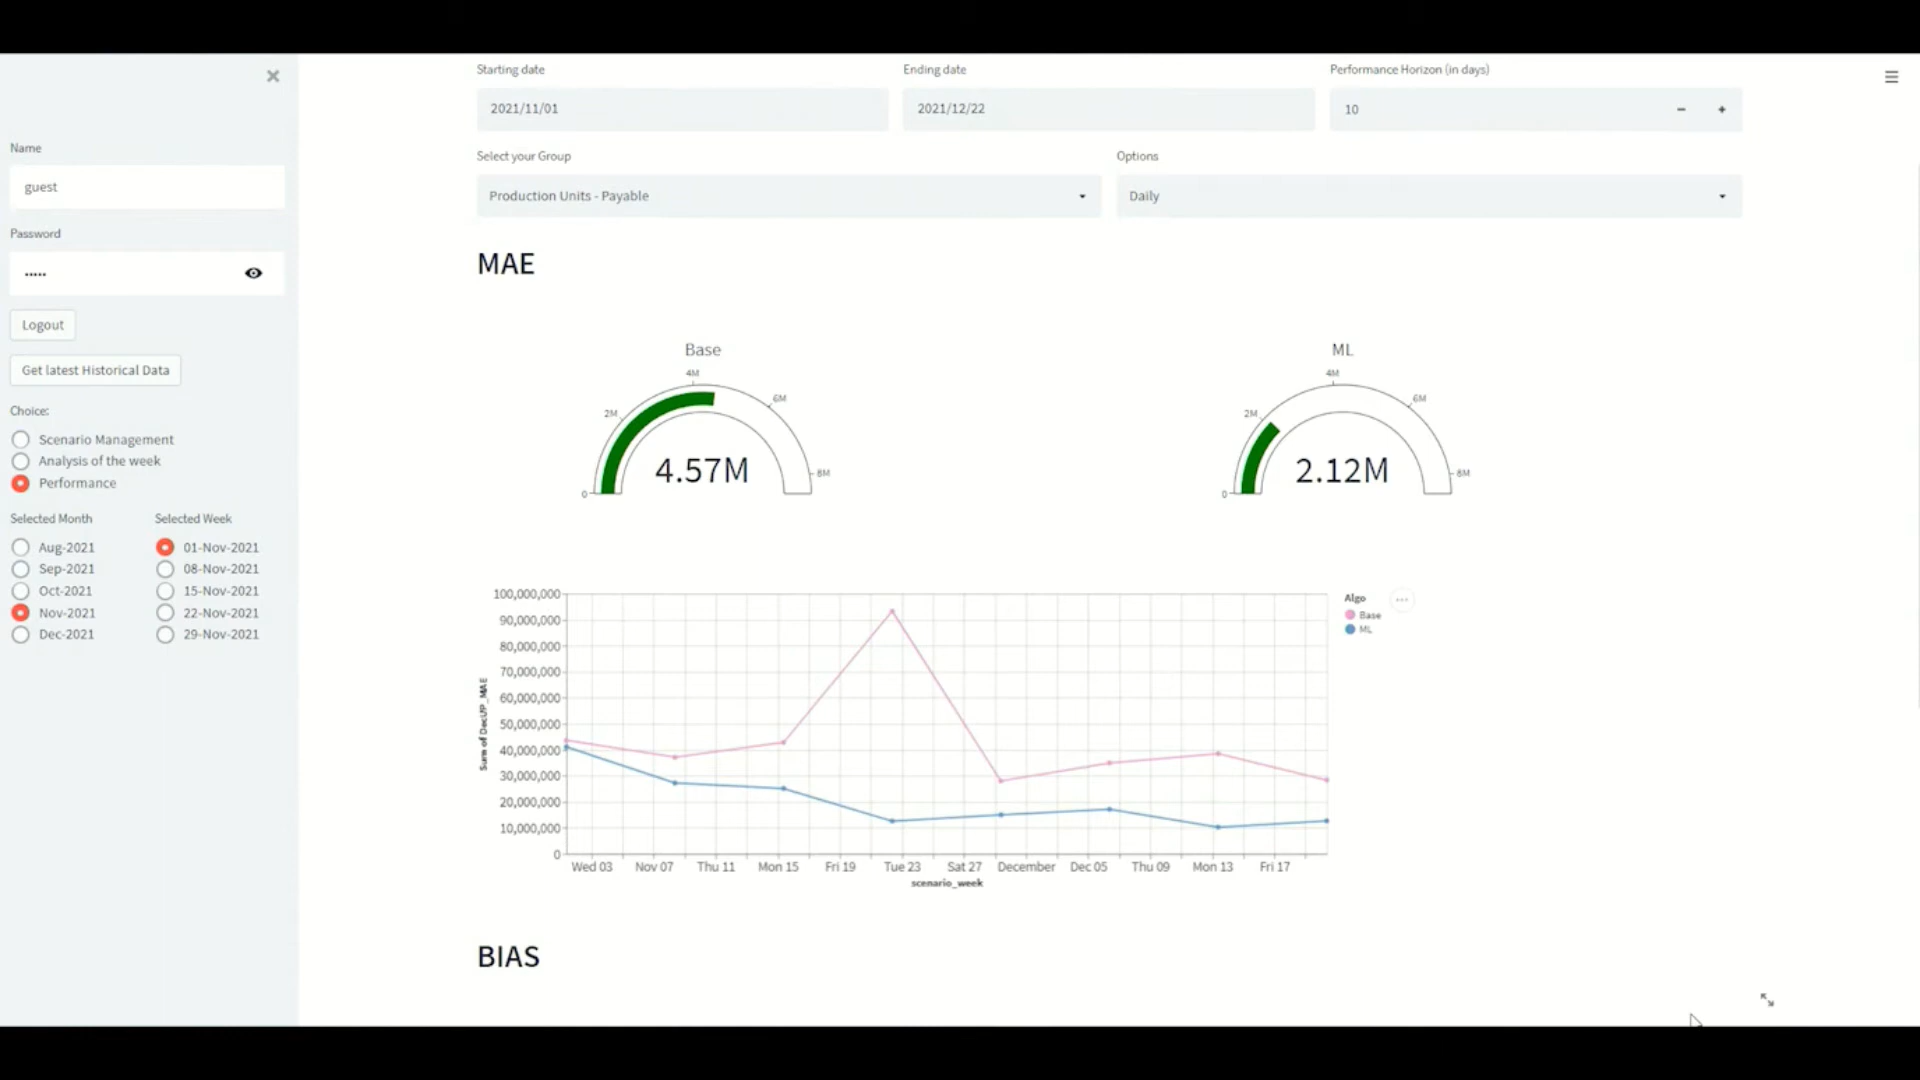 Starting date
Ending date
Performance Horizon (in days)
2021/11/01
2021/12/22
10
Select your Group
Options
Production Units - Payable
Daily
Name
guest
Password
•••••
Logout
Get latest Historical Data
Choice:
Scenario Management
Analysis of the week
Performance
Selected Month
Aug-2021
Sep-2021
Oct-2021
Nov-2021
Dec-2021
Selected Week
01-Nov-2021
08-Nov-2021
15-Nov-2021
22-Nov-2021
29-Nov-2021
MAE
Base
0
2M
4M
6M
8M
4.57M
ML
0
2M
4M
6M
8M
2.12M
100,000,000
90,000,000
80,000,000
70,000,000
60,000,000
50,000,000
40,000,000
30,000,000
20,000,000
10,000,000
0
Wed 03 Nov 07 Thu 11 Mon 15 Fri 19 Tue 23 Sat 27 December Dec 05 Thu 09 Mon 13 Fri 17
scenario_week
Algo
Base
ML
BIAS